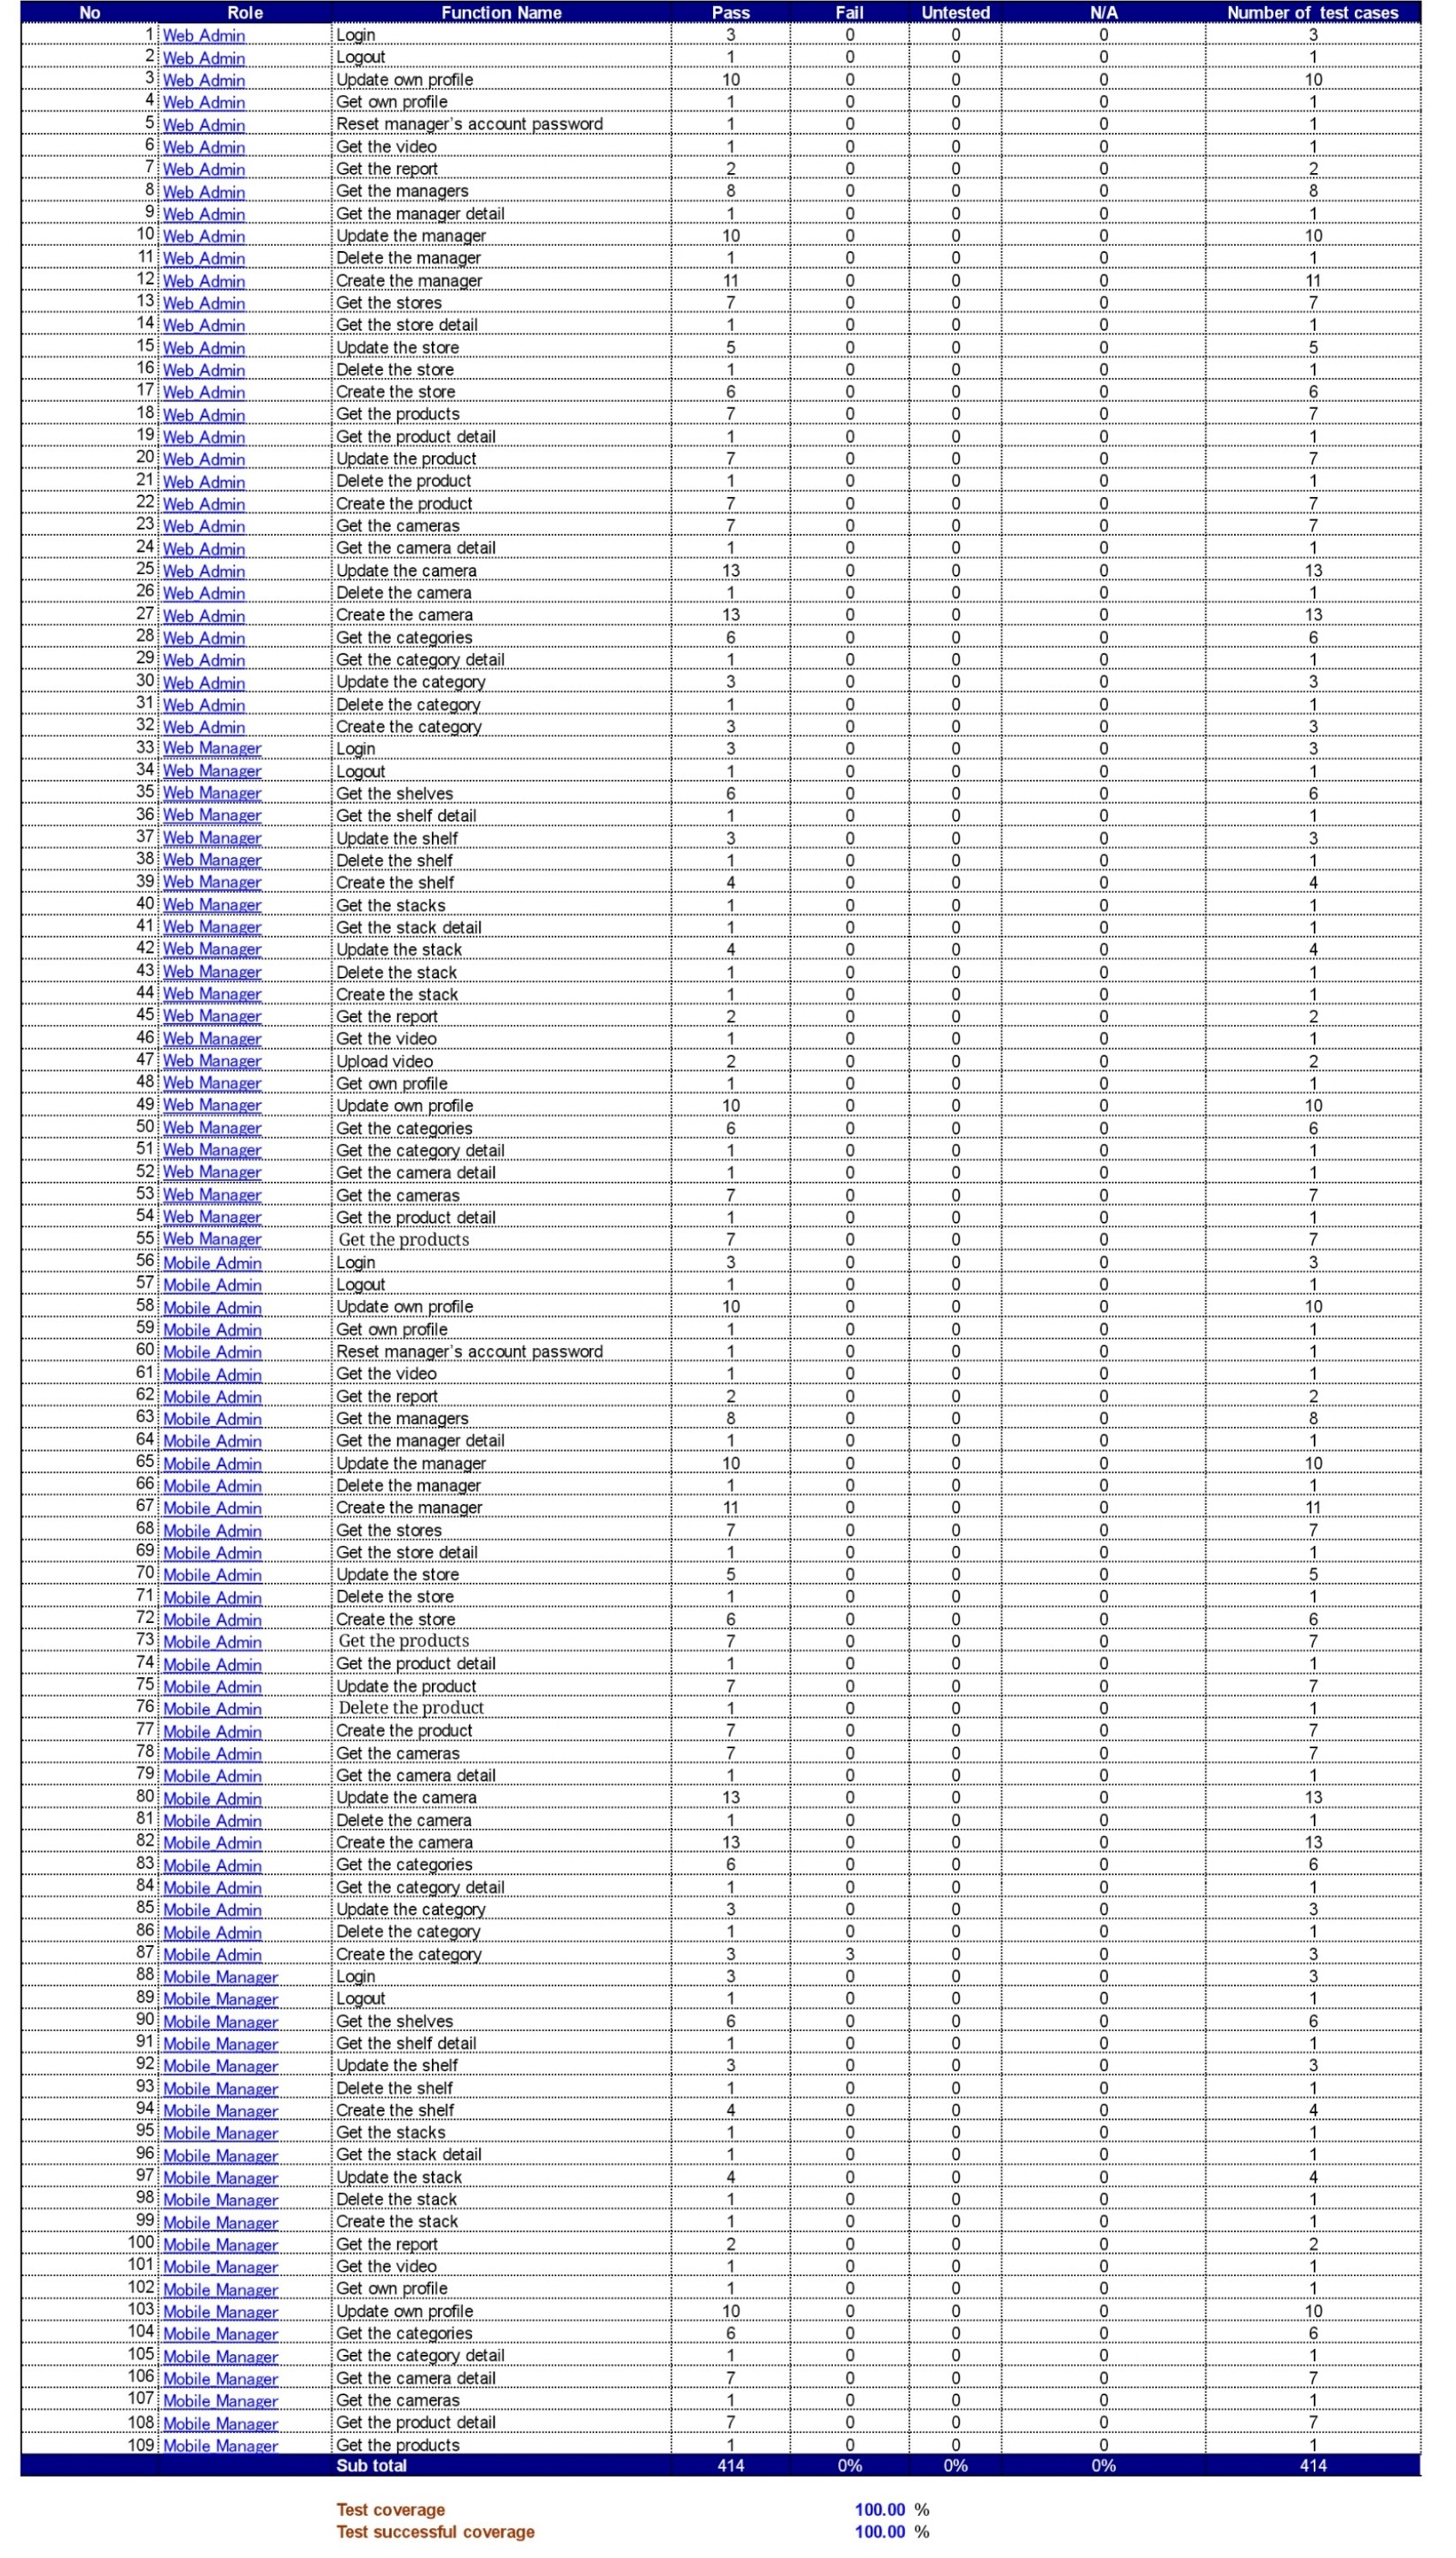 No Role Function Name Pass Fail Untested N/A Number of test cases
1 Web Admin Login 3 0 0 0 3
2 Web Admin Logout 1 0 0 0 1
3 Web Admin Update own profile 10 0 0 0 10
4 Web Admin Get own profile 1 0 0 0 1
5 Web Admin Reset manager's account password 1 0 0 0 1
6 Web Admin Get the video 1 0 0 0 1
7 Web Admin Get the report 2 0 0 0 2
8 Web Admin Get the managers 8 0 0 0 8
9 Web Admin Get the manager detail 1 0 0 0 1
10 Web Admin Update the manager 10 0 0 0 10
11 Web Admin Delete the manager 1 0 0 0 1
12 Web Admin Create the manager 11 0 0 0 11
13 Web Admin Get the stores 7 0 0 0 7
14 Web Admin Get the store detail 1 0 0 0 1
15 Web Admin Update the store 5 0 0 0 5
16 Web Admin Delete the store 1 0 0 0 1
17 Web Admin Create the store 6 0 0 0 6
18 Web Admin Get the products 7 0 0 0 7
19 Web Admin Get the product detail 1 0 0 0 1
20 Web Admin Update the product 7 0 0 0 7
21 Web Admin Delete the product 1 0 0 0 1
22 Web Admin Create the product 7 0 0 0 7
23 Web Admin Get the cameras 7 0 0 0 7
24 Web Admin Get the camera detail 1 0 0 0 1
25 Web Admin Update the camera 13 0 0 0 13
26 Web Admin Delete the camera 1 0 0 0 1
27 Web Admin Create the camera 13 0 0 0 13
28 Web Admin Get the categories 6 0 0 0 6
29 Web Admin Get the category detail 1 0 0 0 1
30 Web Admin Update the category 3 0 0 0 3
31 Web Admin Delete the category 1 0 0 0 1
32 Web Admin Create the category 3 0 0 0 3
33 Web Manager Login 3 0 0 0 3
34 Web Manager Logout 1 0 0 0 1
35 Web Manager Get the shelves 6 0 0 0 6
36 Web Manager Get the shelf detail 1 0 0 0 1
37 Web Manager Update the shelf 3 0 0 0 3
38 Web Manager Delete the shelf 1 0 0 0 1
39 Web Manager Create the shelf 4 0 0 0 4
40 Web Manager Get the stacks 1 0 0 0 1
41 Web Manager Get the stack detail 1 0 0 0 1
42 Web Manager Update the stack 4 0 0 0 4
43 Web Manager Delete the stack 1 0 0 0 1
44 Web Manager Create the stack 1 0 0 0 1
45 Web Manager Get the report 2 0 0 0 2
46 Web Manager Get the video 1 0 0 0 1
47 Web Manager Upload video 2 0 0 0 2
48 Web Manager Get own profile 1 0 0 0 1
49 Web Manager Update own profile 10 0 0 0 10
50 Web Manager Get the categories 6 0 0 0 6
51 Web Manager Get the category detail 1 0 0 0 1
52 Web Manager Get the camera detail 1 0 0 0 1
53 Web Manager Get the cameras 7 0 0 0 7
54 Web Manager Get the product detail 1 0 0 0 1
55 Web Manager Get the products 7 0 0 0 7
56 Mobile Admin Login 3 0 0 0 3
57 Mobile Admin Logout 1 0 0 0 1
58 Mobile Admin Update own profile 10 0 0 0 10
59 Mobile Admin Get own profile 1 0 0 0 1
60 Mobile Admin Reset manager's account password 1 0 0 0 1
61 Mobile Admin Get the video 1 0 0 0 1
62 Mobile Admin Get the report 2 0 0 0 2
63 Mobile Admin Get the managers 8 0 0 0 8
64 Mobile Admin Get the manager detail 1 0 0 0 1
65 Mobile Admin Update the manager 10 0 0 0 10
66 Mobile Admin Delete the manager 1 0 0 0 1
67 Mobile Admin Create the manager 11 0 0 0 11
68 Mobile Admin Get the stores 7 0 0 0 7
69 Mobile Admin Get the store detail 1 0 0 0 1
70 Mobile Admin Update the store 5 0 0 0 5
71 Mobile Admin Delete the store 1 0 0 0 1
72 Mobile Admin Create the store 6 0 0 0 6
73 Mobile Admin Get the products 7 0 0 0 7
74 Mobile Admin Get the product detail 1 0 0 0 1
75 Mobile Admin Update the product 7 0 0 0 7
76 Mobile Admin Delete the product 1 0 0 0 1
77 Mobile Admin Create the product 7 0 0 0 7
78 Mobile Admin Get the cameras 7 0 0 0 7
79 Mobile Admin Get the camera detail 1 0 0 0 1
80 Mobile Admin Update the camera 13 0 0 0 13
81 Mobile Admin Delete the camera 1 0 0 0 1
82 Mobile Admin Create the camera 13 0 0 0 13
83 Mobile Admin Get the categories 6 0 0 0 6
84 Mobile Admin Get the category detail 1 0 0 0 1
85 Mobile Admin Update the category 3 0 0 0 3
86 Mobile Admin Delete the category 1 0 0 0 1
87 Mobile Admin Create the category 3 3 0 0 3
88 Mobile Manager Login 3 0 0 0 3
89 Mobile Manager Logout 1 0 0 0 1
90 Mobile Manager Get the shelves 6 0 0 0 6
91 Mobile Manager Get the shelf detail 1 0 0 0 1
92 Mobile Manager Update the shelf 3 0 0 0 3
93 Mobile Manager Delete the shelf 1 0 0 0 1
94 Mobile Manager Create the shelf 4 0 0 0 4
95 Mobile Manager Get the stacks 1 0 0 0 1
96 Mobile Manager Get the stack detail 1 0 0 0 1
97 Mobile Manager Update the stack 4 0 0 0 4
98 Mobile Manager Delete the stack 1 0 0 0 1
99 Mobile Manager Create the stack 1 0 0 0 1
100 Mobile Manager Get the report 2 0 0 0 2
101 Mobile Manager Get the video 1 0 0 0 1
102 Mobile Manager Get own profile 1 0 0 0 1
103 Mobile Manager Update own profile 10 0 0 0 10
104 Mobile Manager Get the categories 6 0 0 0 6
105 Mobile Manager Get the category detail 1 0 0 0 1
106 Mobile Manager Get the camera detail 7 0 0 0 7
107 Mobile Manager Get the cameras 1 0 0 0 1
108 Mobile Manager Get the product detail 7 0 0 0 7
109 Mobile Manager Get the products 1 0 0 0 1
Sub total 414 0% 0% 0% 414
Test coverage 100.00 %
Test successful coverage 100.00 %